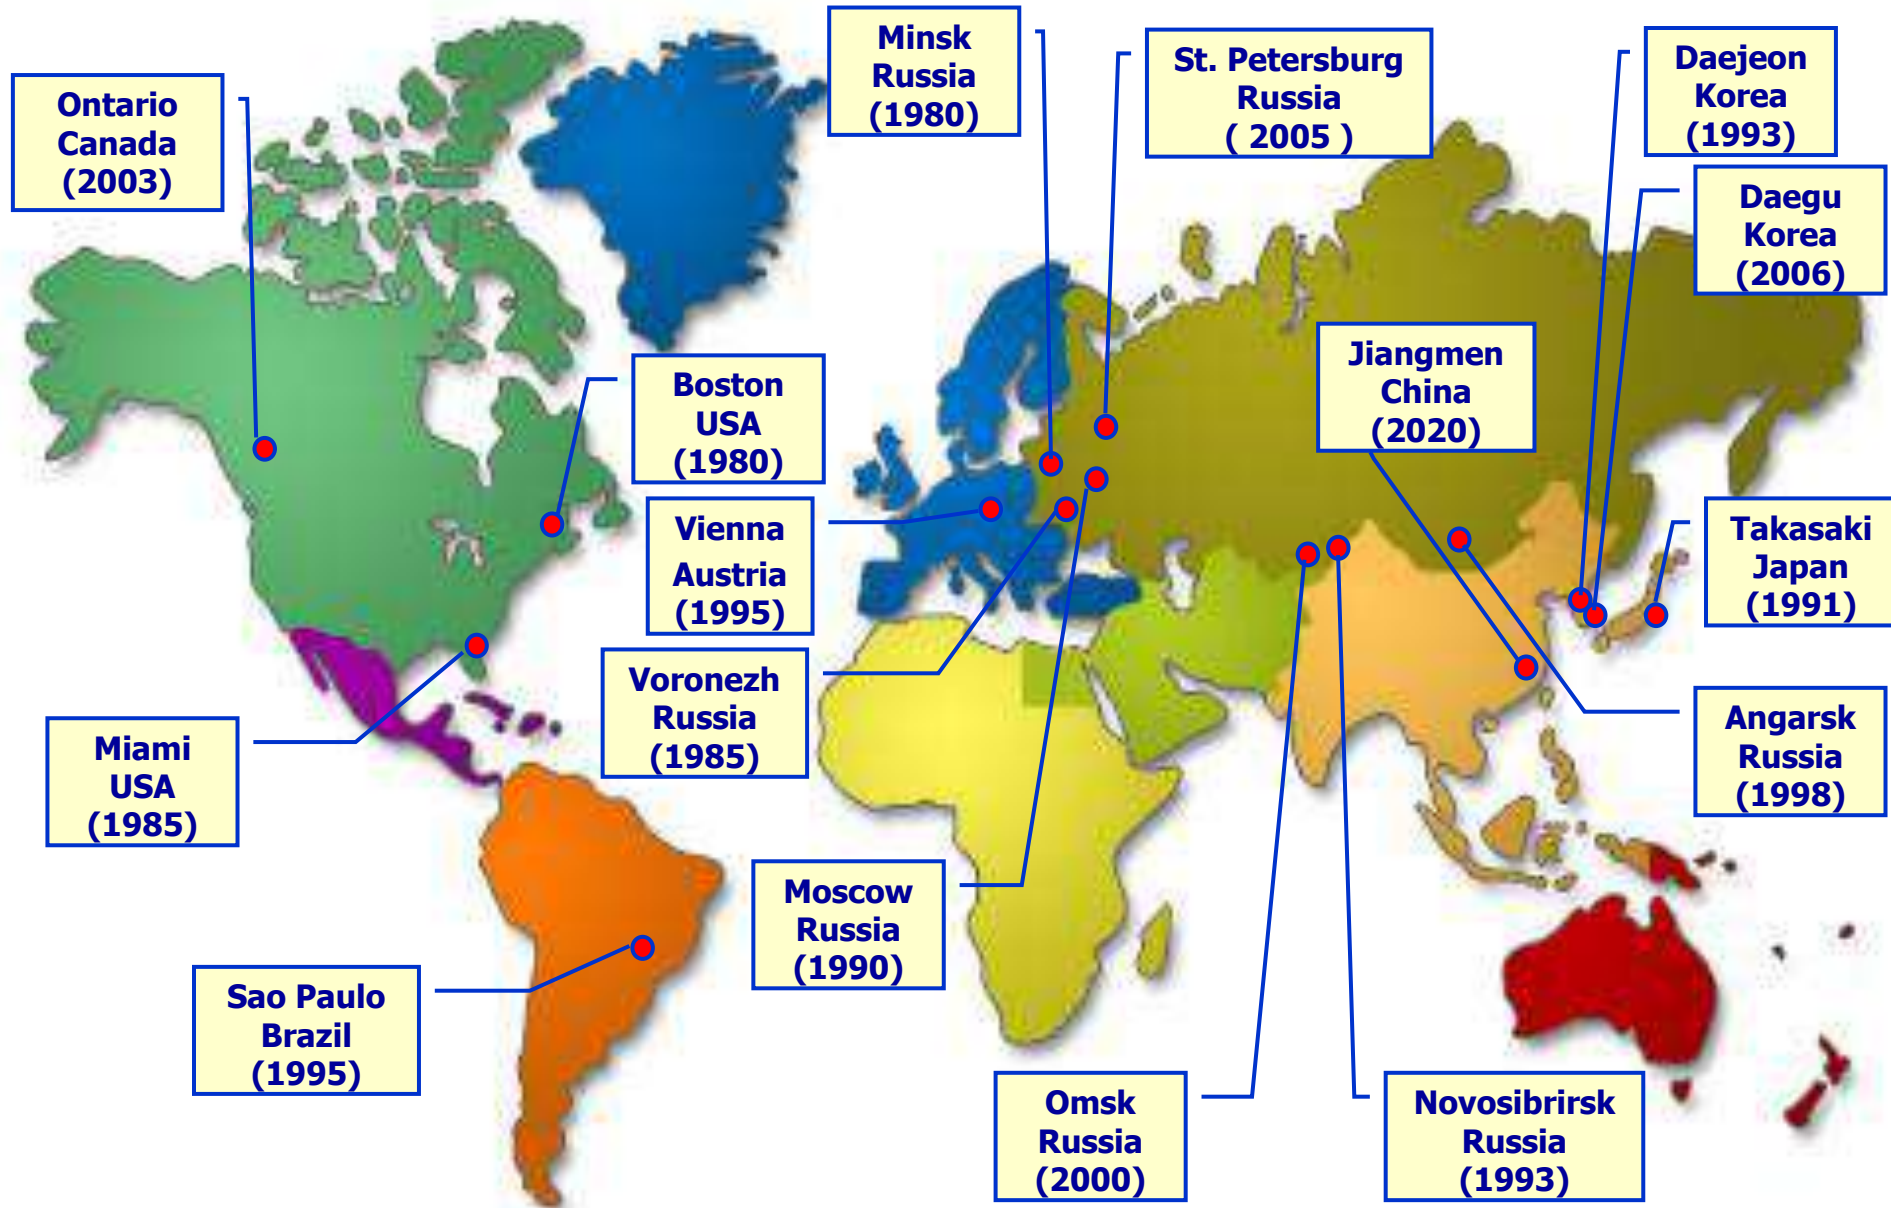 Minsk
Russia
(1980)
St. Petersburg
Russia
( 2005 )
Daejeon
Korea
(1993)
Ontario
Canada
(2003)
Daegu
Korea
(2006)
Jiangmen
China
(2020)
Boston
USA
(1980)
Vienna
Austria
(1995)
Takasaki
Japan
(1991)
Voronezh
Russia
(1985)
Angarsk
Russia
(1998)
Miami
USA
(1985)
Moscow
Russia
(1990)
Sao Paulo
Brazil
(1995)
Omsk
Russia
(2000)
Novosibrirsk
Russia
(1993)